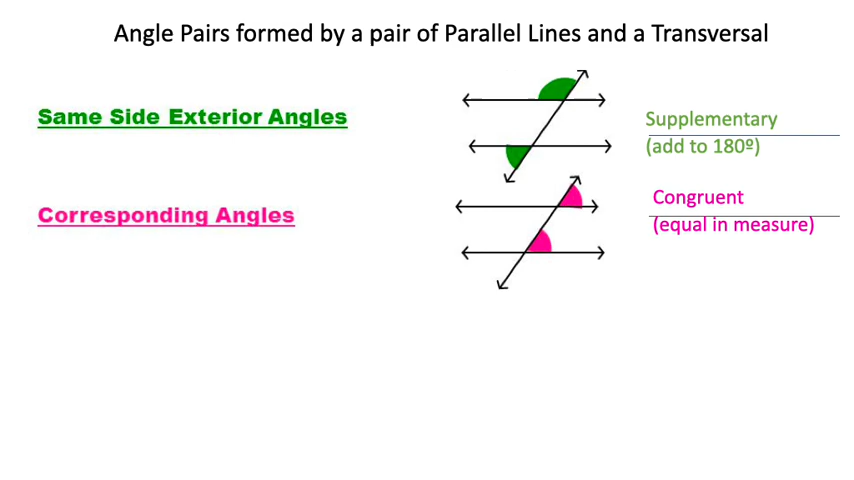 Angle Pairs formed by a pair of Parallel Lines and a Transversal
Same Side Exterior Angles
Supplementary
(add to 180º)
Corresponding Angles
Congruent
(equal in measure)